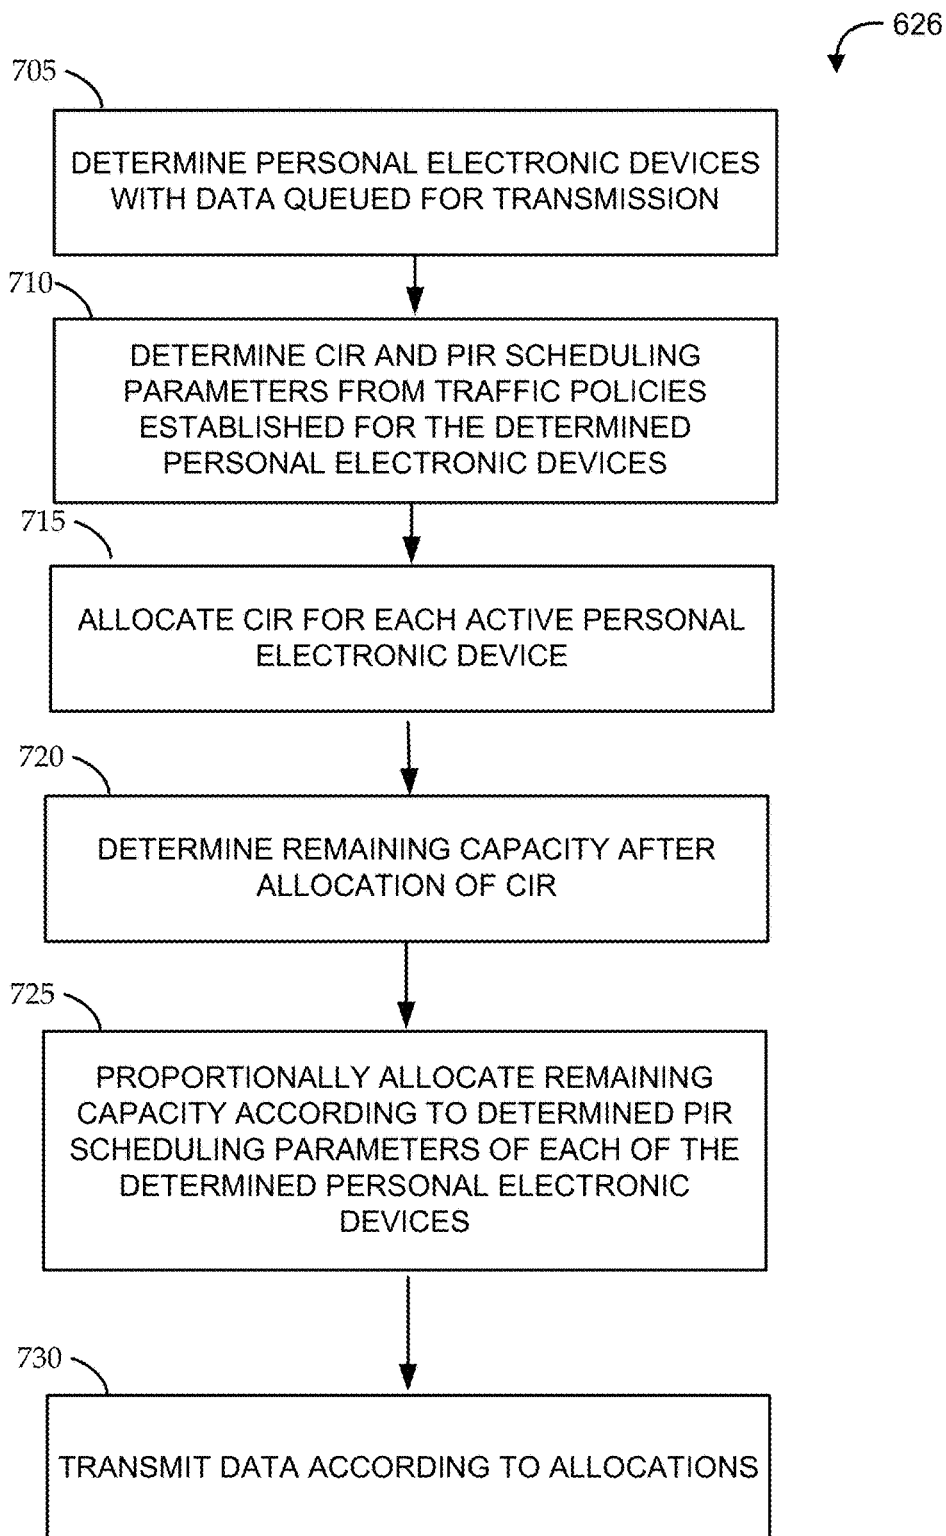 626
705
DETERMINE PERSONAL ELECTRONIC DEVICES
WITH DATA QUEUED FOR TRANSMISSION
710
DETERMINE CIR AND PIR SCHEDULING
PARAMETERS FROM TRAFFIC POLICIES
ESTABLISHED FOR THE DETERMINED
PERSONAL ELECTRONIC DEVICES
715
ALLOCATE CIR FOR EACH ACTIVE PERSONAL
ELECTRONIC DEVICE
720
DETERMINE REMAINING CAPACITY AFTER
ALLOCATION OF CIR
725
PROPORTIONALLY ALLOCATE REMAINING
CAPACITY ACCORDING TO DETERMINED PIR
SCHEDULING PARAMETERS OF EACH OF THE
DETERMINED PERSONAL ELECTRONIC
DEVICES
730
TRANSMIT DATA ACCORDING TO ALLOCATIONS